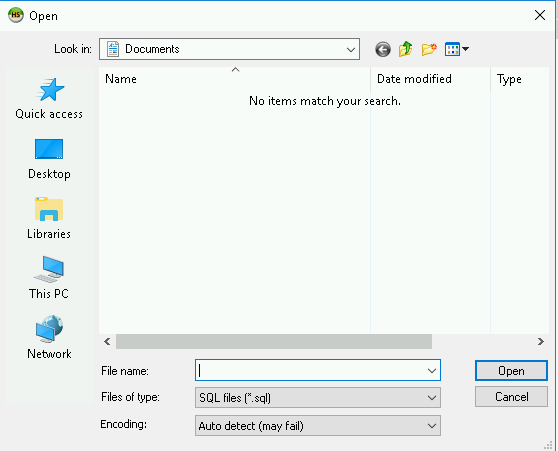 HS Open
Look in: Documents
Name Date modified Type
No items match your search.
Quick access
Desktop
Libraries
This PC
Network
File name: Open
Files of type: SQL files (*.sql) Cancel
Encoding: Auto detect (may fail)